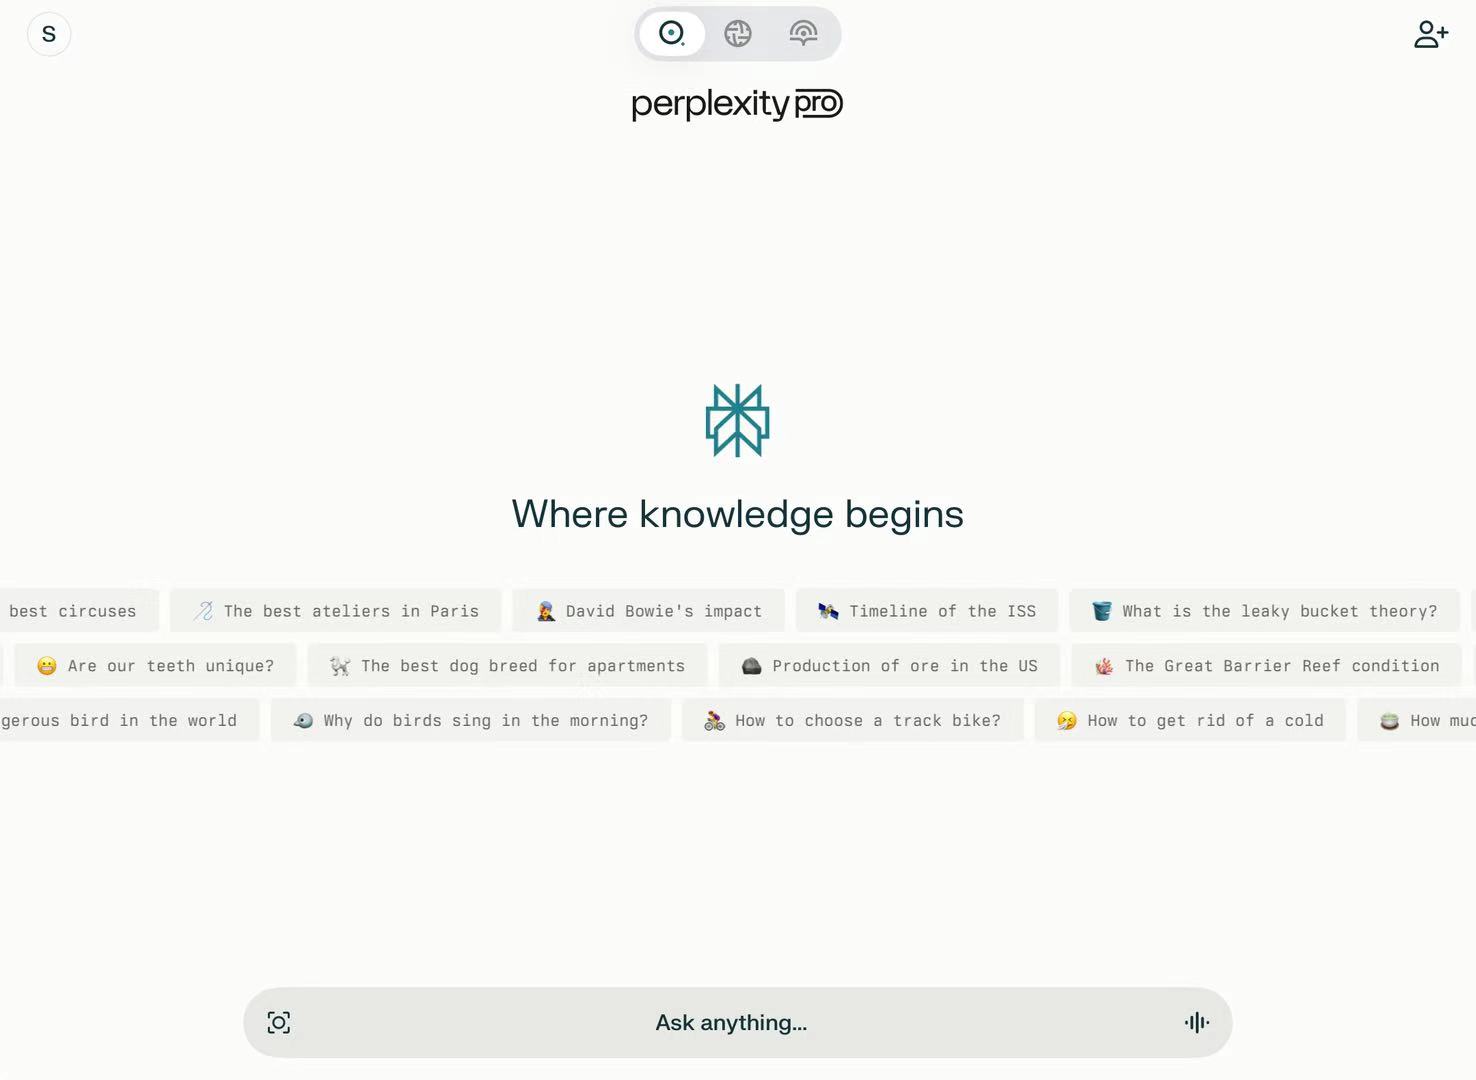 S
perplexity pro
Where knowledge begins
best circuses
The best ateliers in Paris
David Bowie's impact
Timeline of the ISS
What is the leaky bucket theory?
Are our teeth unique?
The best dog breed for apartments
Production of ore in the US
The Great Barrier Reef condition
gerous bird in the world
Why do birds sing in the morning?
How to choose a track bike?
How to get rid of a cold
How muc
Ask anything...